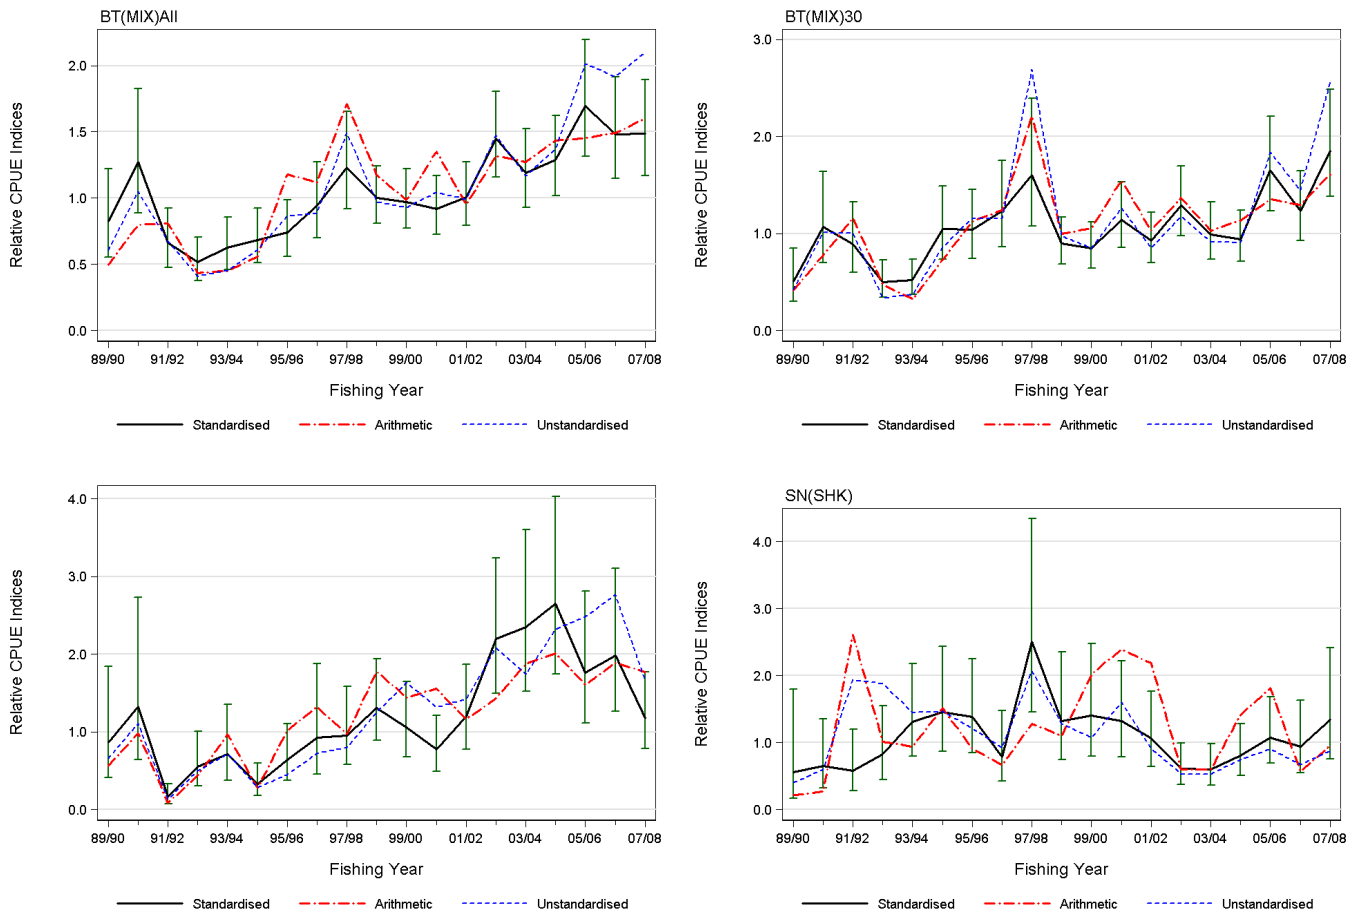 BT(MIX)All
Relative CPUE Indices
2.0
1.5
1.0
0.5
0.0
89/90 91/92 93/94 95/96 97/98 99/00 01/02 03/04 05/06 07/08
Fishing Year
Standardised Arithmetic Unstandardised
BT(MIX)30
Relative CPUE Indices
3.0
2.0
1.0
0.0
89/90 91/92 93/94 95/96 97/98 99/00 01/02 03/04 05/06 07/08
Fishing Year
Standardised Arithmetic Unstandardised
Relative CPUE Indices
4.0
3.0
2.0
1.0
0.0
89/90 91/92 93/94 95/96 97/98 99/00 01/02 03/04 05/06 07/08
Fishing Year
Standardised Arithmetic Unstandardised
SN(SHK)
Relative CPUE Indices
4.0
3.0
2.0
1.0
0.0
89/90 91/92 93/94 95/96 97/98 99/00 01/02 03/04 05/06 07/08
Fishing Year
Standardised Arithmetic Unstandardised